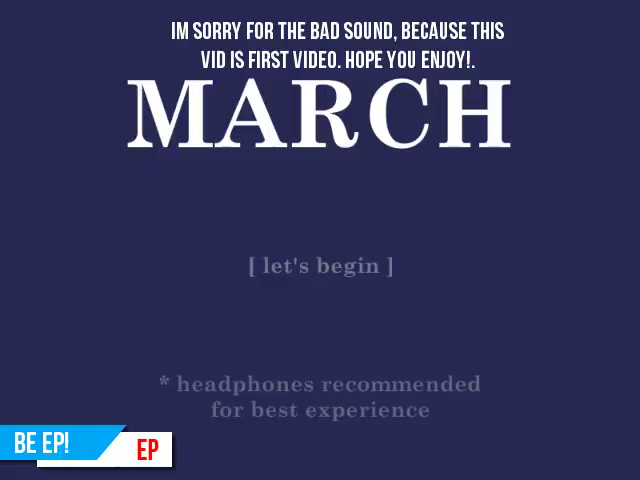 IM SORRY FOR THE BAD SOUND, BECAUSE THIS
VID IS FIRST VIDEO. HOPE YOU ENJOY!.
MARCH
[ let's begin ]
* headphones recommended
for best experience
BE EP!
EP